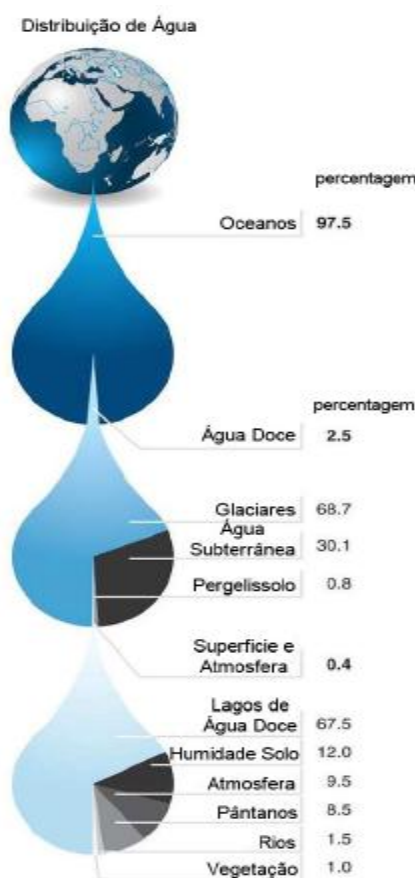 Distribuição de Água
percentagem
Oceanos 97.5
percentagem
Água Doce 2.5
Glaciares 68.7
Água
Subterrânea 30.1
Pergelissolo 0.8
Superficie e
Atmosfera 0.4
Lagos de
Água Doce 67.5
Humidade Solo 12.0
Atmosfera 9.5
Pântanos 8.5
Rios 1.5
Vegetação 1.0